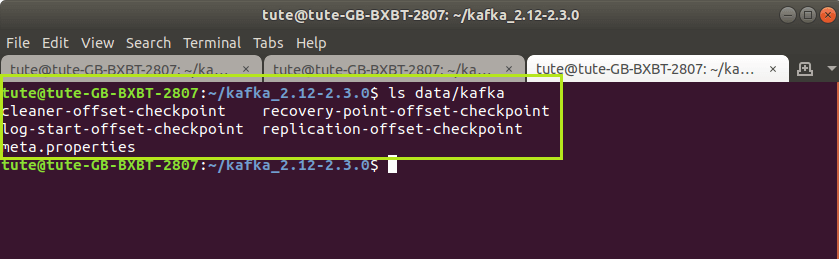 tute@tute-GB-BXBT-2807: ~/kafka_2.12-2.3.0
File Edit View Search Terminal Tabs Help
tute@tute-GB-BXBT-2807: ~/ka... × tute@tute-GB-BXBT-2807: ~/ka... × tute@tute-GB-BXBT-2807: ~/ka... ×
tute@tute-GB-BXBT-2807:~/kafka_2.12-2.3.0$ ls data/kafka
cleaner-offset-checkpoint recovery-point-offset-checkpoint
log-start-offset-checkpoint replication-offset-checkpoint
meta.properties
tute@tute-GB-BXBT-2807:~/kafka_2.12-2.3.0$